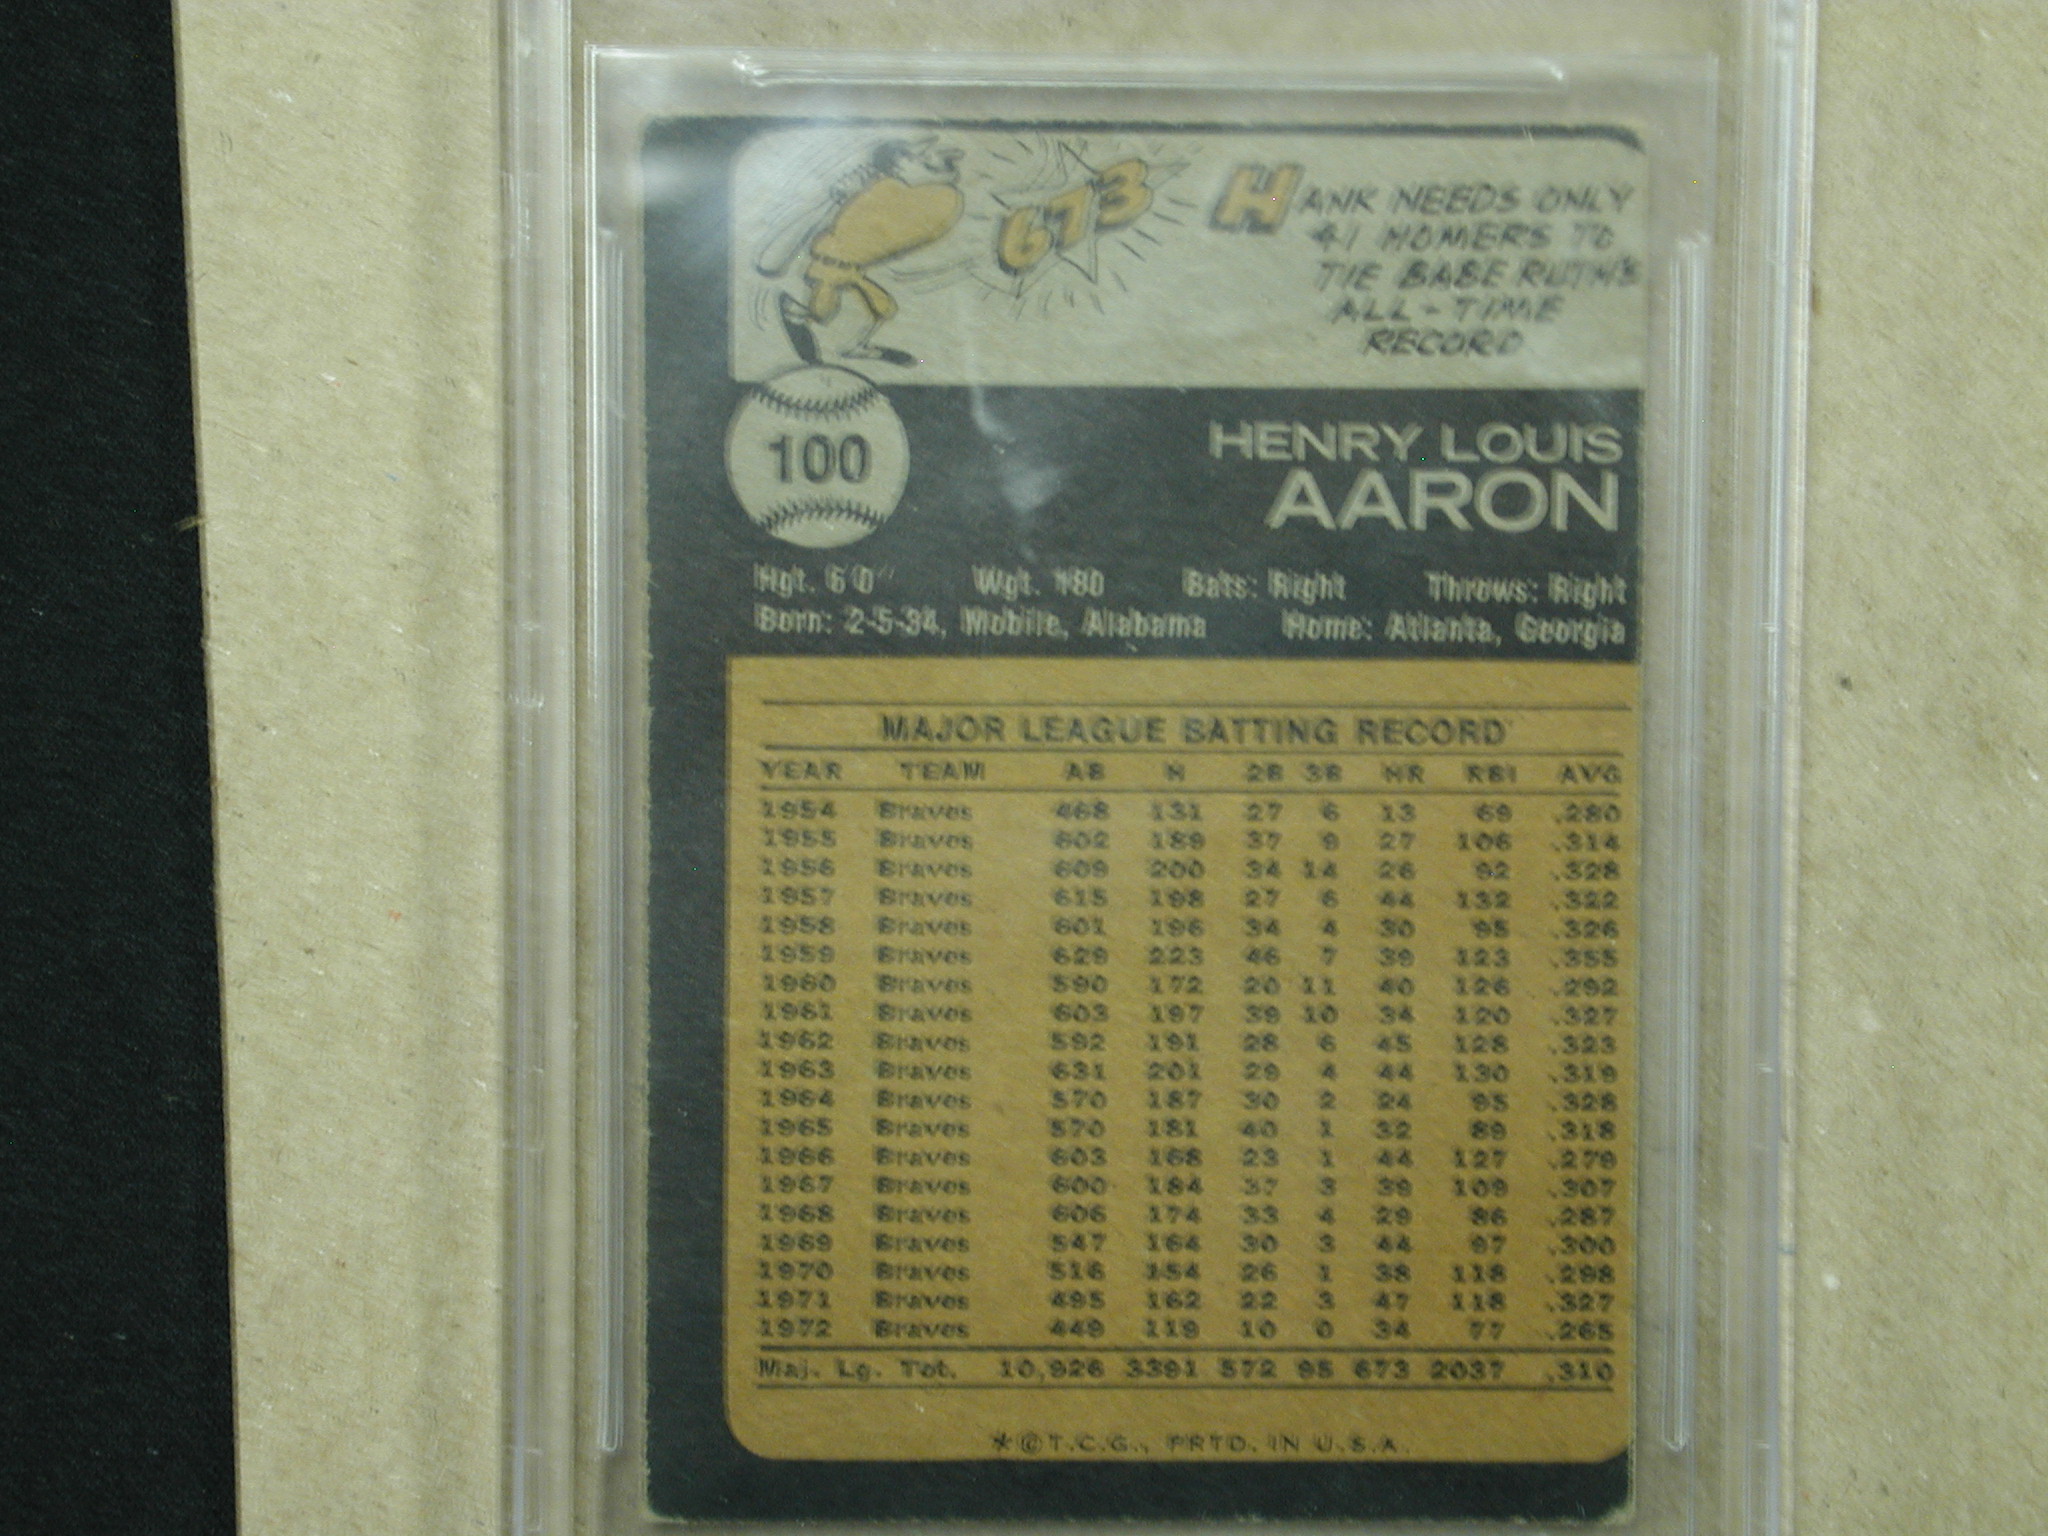 673
HANK NEEDS ONLY
41 HOMERS TO
TIE BABE RUTH'S
ALL-TIME
RECORD
100
HENRY LOUIS
AARON
Hgt. 6'0" Wgt. 180 Bats: Right Throws: Right
Born: 2-5-34, Mobile, Alabama Home: Atlanta, Georgia
MAJOR LEAGUE BATTING RECORD
YEAR TEAM AB H 2B 3B HR RBI AVG
1954 Braves 468 131 27 6 13 69 .280
1955 Braves 602 189 37 9 27 106 .314
1956 Braves 609 200 34 14 26 92 .328
1957 Braves 615 198 27 6 44 132 .322
1958 Braves 601 196 34 4 30 95 .326
1959 Braves 629 223 46 7 39 123 .355
1960 Braves 590 172 20 11 40 126 .292
1961 Braves 603 197 39 10 34 120 .327
1962 Braves 592 191 28 6 45 128 .323
1963 Braves 631 201 29 4 44 130 .319
1964 Braves 570 187 30 2 24 95 .328
1965 Braves 570 181 40 1 32 89 .318
1966 Braves 603 168 23 1 44 127 .279
1967 Braves 600 184 37 3 39 109 .307
1968 Braves 606 174 33 4 29 86 .287
1969 Braves 547 164 30 3 44 97 .300
1970 Braves 516 154 26 1 38 118 .298
1971 Braves 495 162 22 3 47 118 .327
1972 Braves 449 119 10 0 34 77 .265
Maj. Lg. Tot. 10,926 3391 572 95 673 2037 .310
*© T.C.G., PRTD. IN U.S.A.